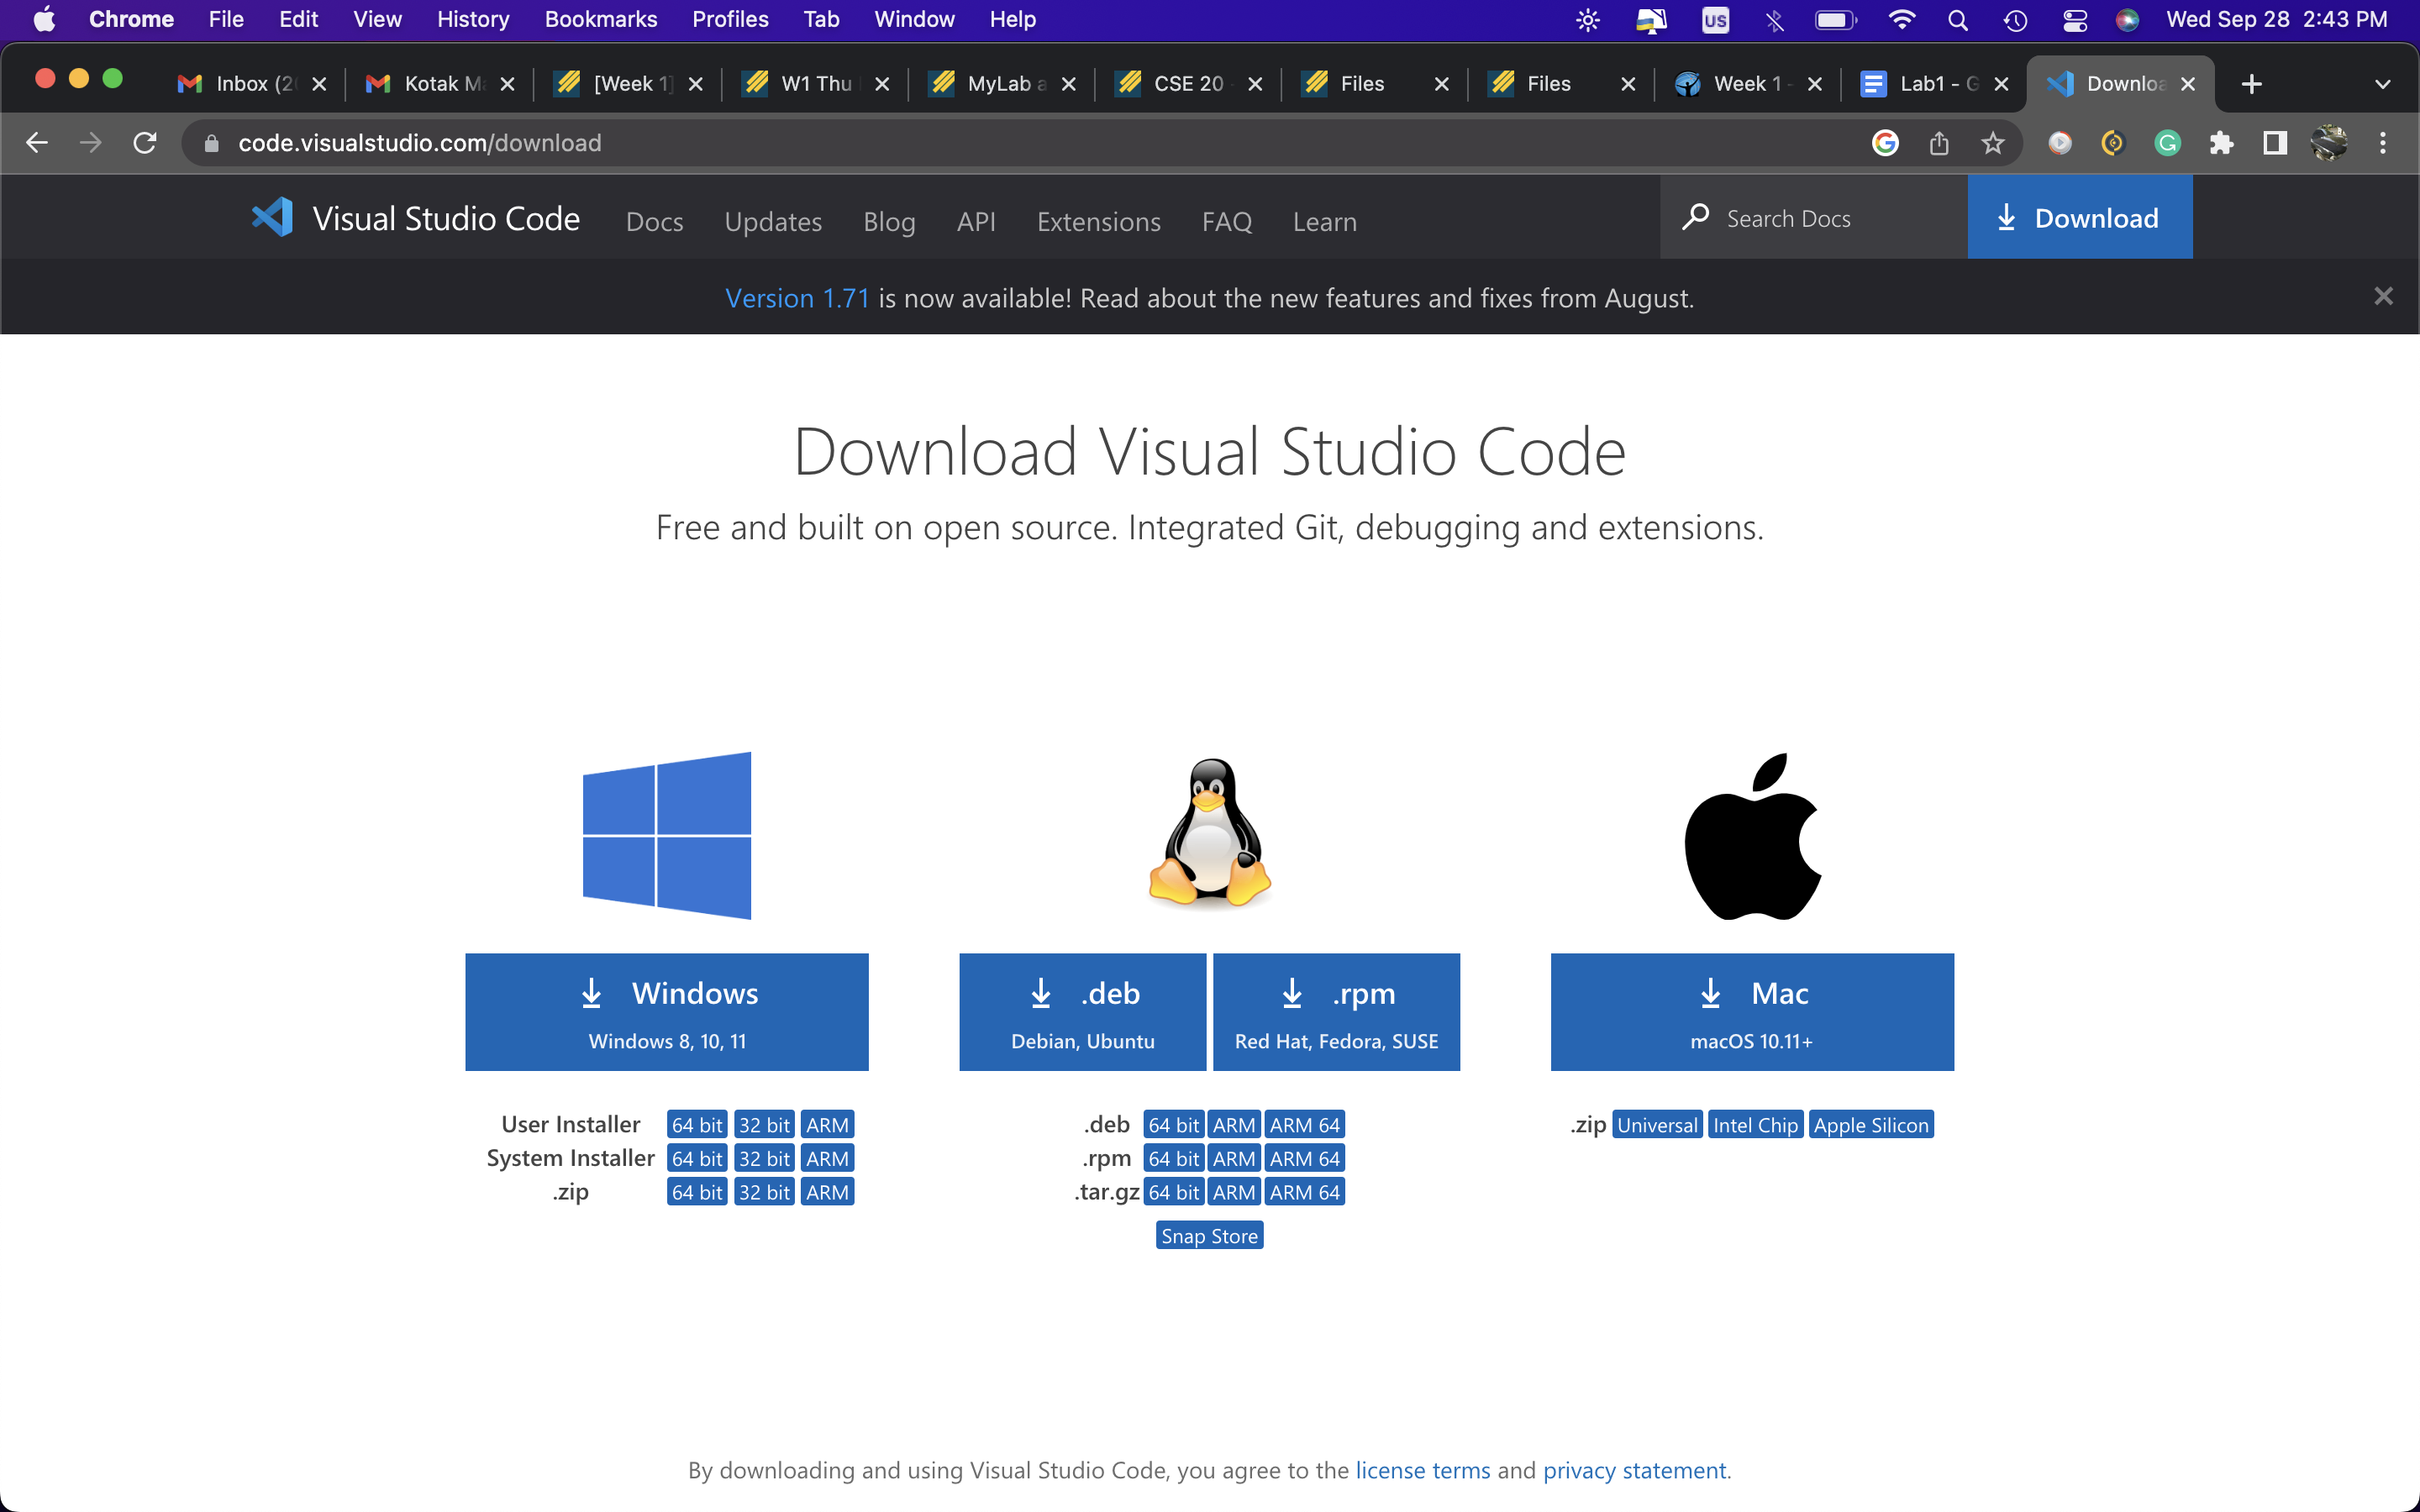 Chrome File Edit View History Bookmarks Profiles Tab Window Help US Wed Sep 28 2:43 PM
Inbox (2 Kotak M [Week 1] W1 Thu MyLab a CSE 20 - Files Files Week 1 - Lab1 - G Downloa
code.visualstudio.com/download
Visual Studio Code Docs Updates Blog API Extensions FAQ Learn Search Docs Download
Version 1.71 is now available! Read about the new features and fixes from August.
Download Visual Studio Code
Free and built on open source. Integrated Git, debugging and extensions.
Windows .deb .rpm Mac
Windows 8, 10, 11 Debian, Ubuntu Red Hat, Fedora, SUSE macOS 10.11+
User Installer 64 bit 32 bit ARM .deb 64 bit ARM ARM 64 .zip Universal Intel Chip Apple Silicon
System Installer 64 bit 32 bit ARM .rpm 64 bit ARM ARM 64
.zip 64 bit 32 bit ARM .tar.gz 64 bit ARM ARM 64
Snap Store
By downloading and using Visual Studio Code, you agree to the license terms and privacy statement.